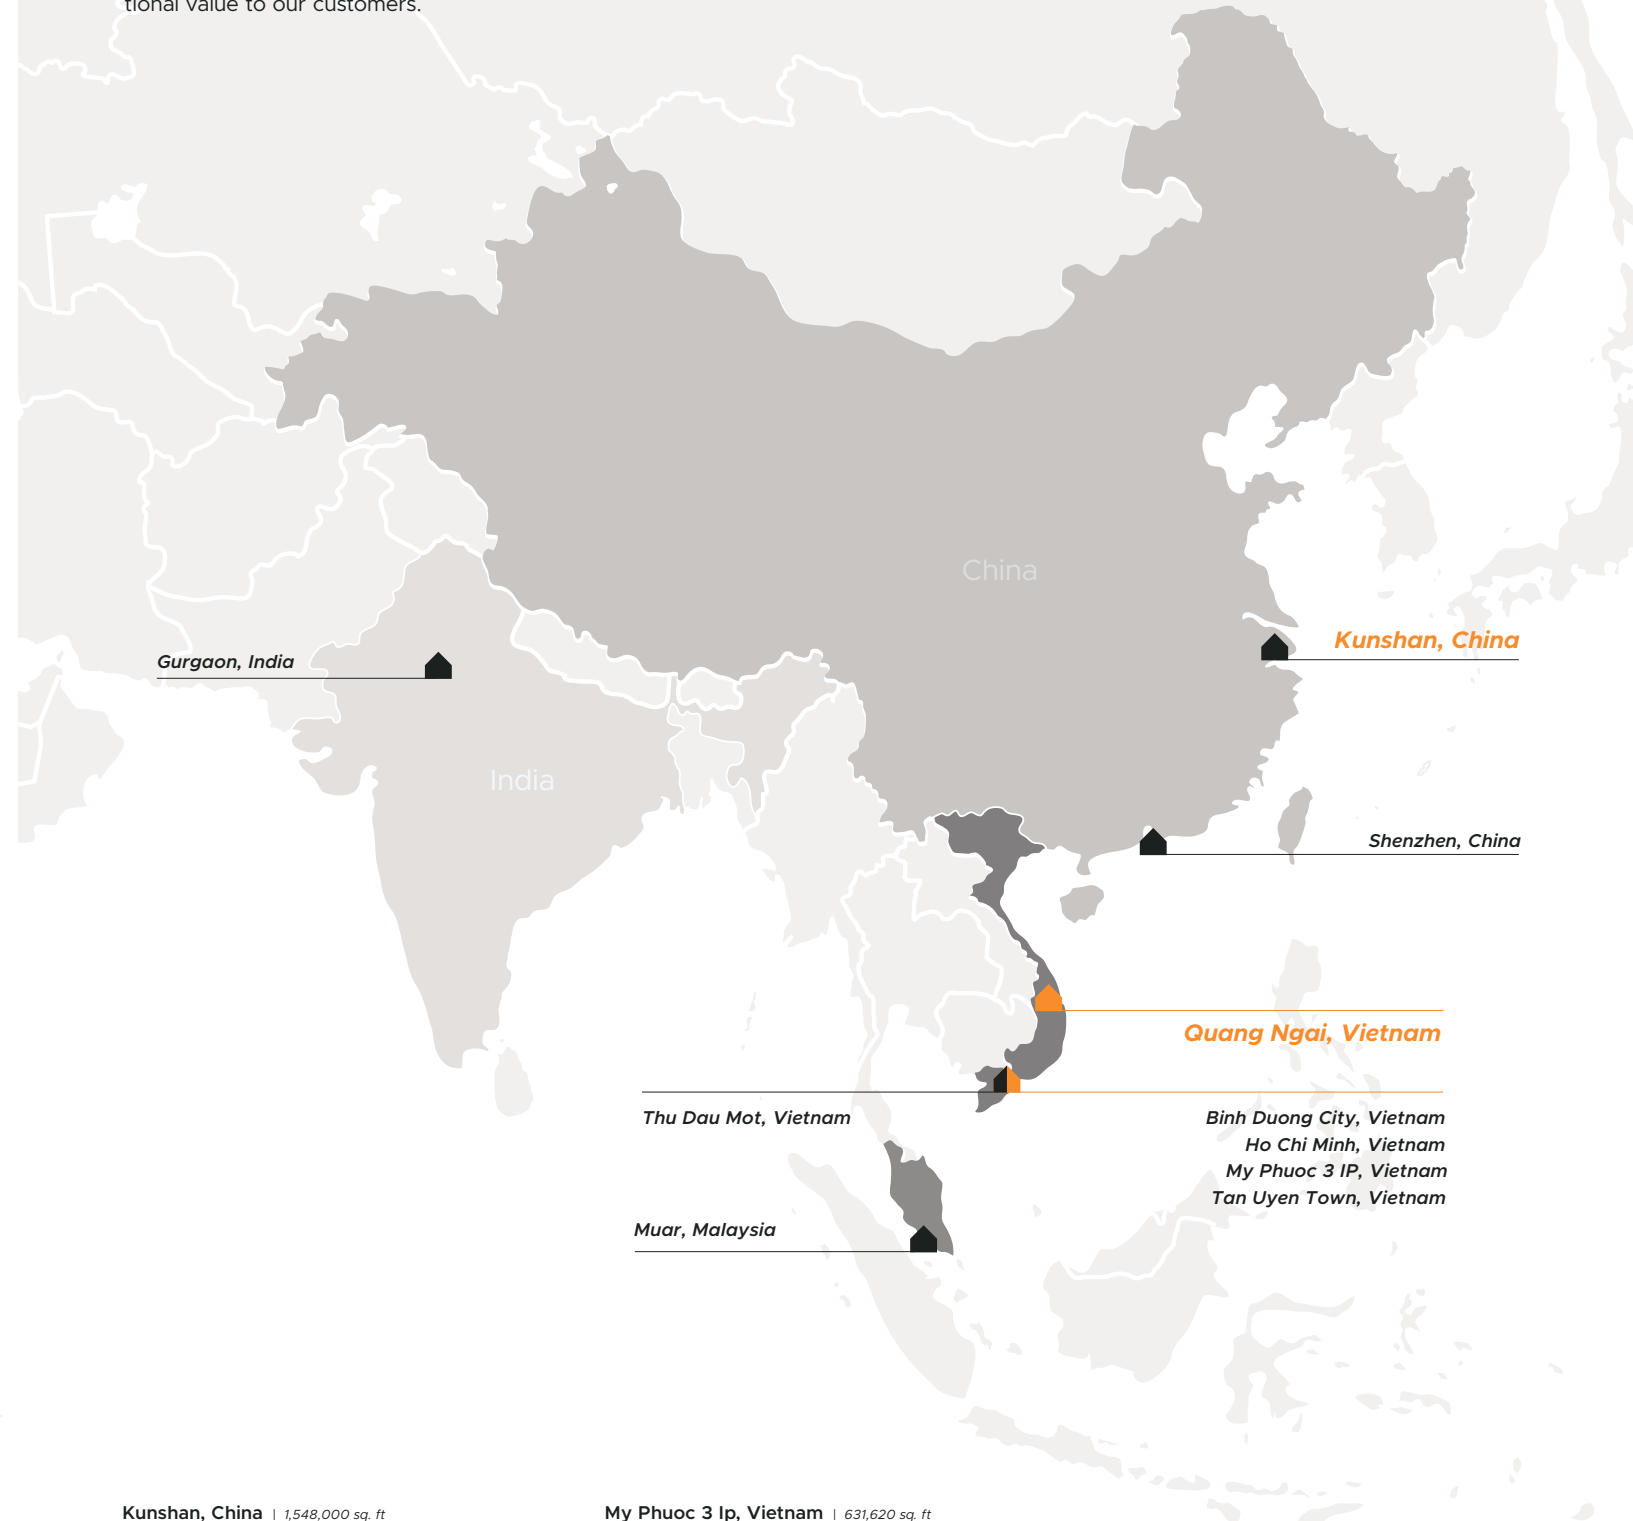 tional value to our customers.
China
Kunshan, China
Gurgaon, India
India
Shenzhen, China
Quang Ngai, Vietnam
Thu Dau Mot, Vietnam
Binh Duong City, Vietnam
Ho Chi Minh, Vietnam
My Phuoc 3 IP, Vietnam
Tan Uyen Town, Vietnam
Muar, Malaysia
Kunshan, China | 1,548,000 sq. ft
My Phuoc 3 Ip, Vietnam | 631,620 sq. ft